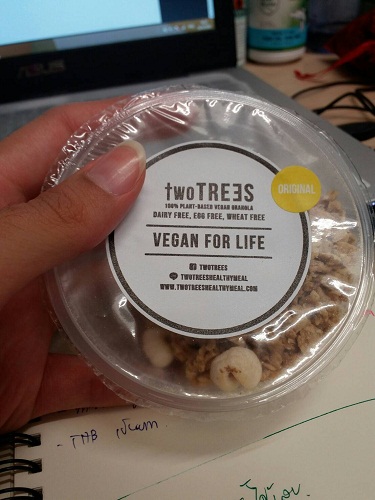 ASUS
twoTREES
ORIGINAL
100% PLANT-BASED VEGAN GRANOLA
DAIRY FREE, EGG FREE, WHEAT FREE
VEGAN FOR LIFE
TWOTREES
TWOTREESHEALTHYMEAL
WWW.TWOTREESHEALTHYMEAL.COM
- THB